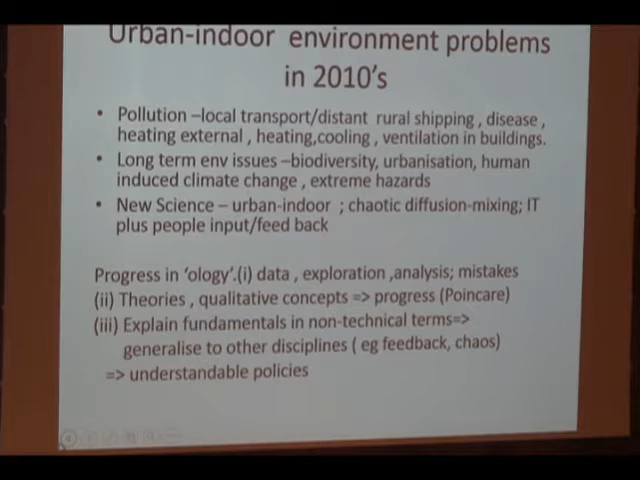 Urban-indoor environment problems
in 2010's
• Pollution –local transport/distant rural shipping , disease ,
heating external , heating,cooling , ventilation in buildings.
• Long term env issues –biodiversity, urbanisation, human
induced climate change , extreme hazards
• New Science – urban-indoor ; chaotic diffusion-mixing; IT
plus people input/feed back
Progress in 'ology'.(i) data , exploration ,analysis; mistakes
(ii) Theories , qualitative concepts => progress (Poincare)
(iii) Explain fundamentals in non-technical terms=>
generalise to other disciplines ( eg feedback, chaos)
=> understandable policies